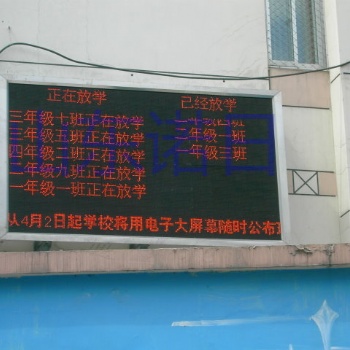 正在放学
已经放学
三年级七班正在放学
三年级五班正在放学
四年级三班正在放学
二年级九班正在放学
一年级一班正在放学
二年级一班
一年级三班
从4月2日起学校将用电子大屏幕随时公布